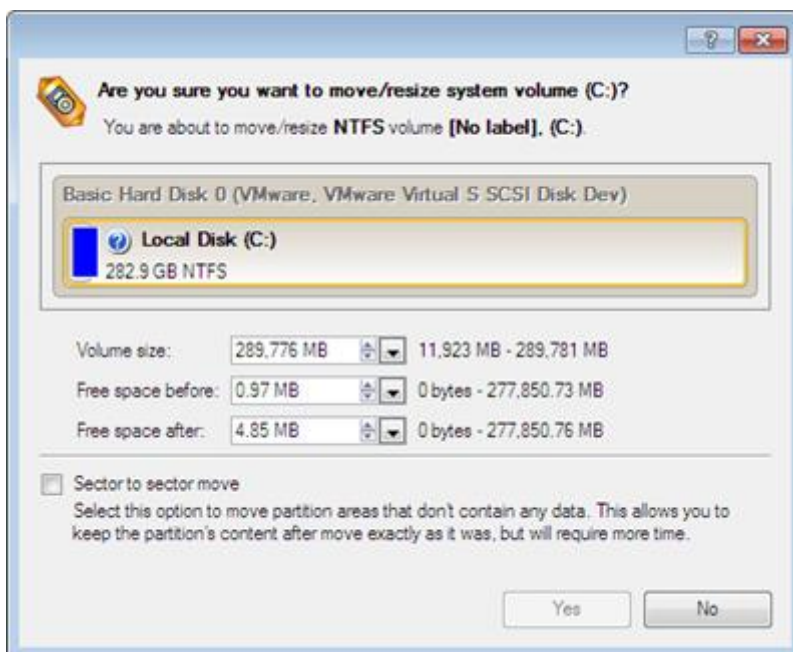 Are you sure you want to move/resize system volume (C:)?
You are about to move/resize NTFS volume [No label], (C:).
Basic Hard Disk 0 (VMware, VMware Virtual S SCSI Disk Dev)
Local Disk (C:)
282.9 GB NTFS
Volume size: 289,776 MB 11,923 MB - 289,781 MB
Free space before: 0.97 MB 0 bytes - 277,850.73 MB
Free space after: 4.85 MB 0 bytes - 277,850.76 MB
Sector to sector move
Select this option to move partition areas that don't contain any data. This allows you to
keep the partition's content after move exactly as it was, but will require more time.
Yes No